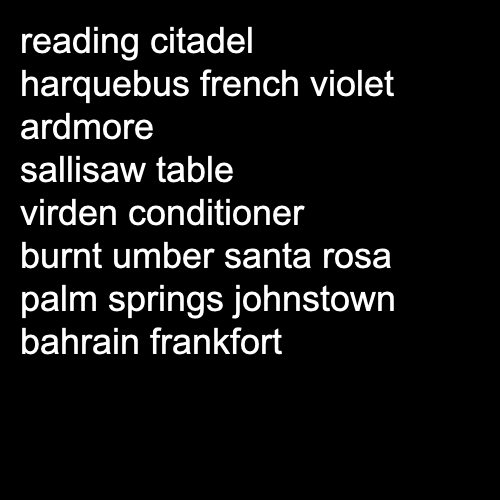 reading citadel
harquebus french violet
ardmore
sallisaw table
virden conditioner
burnt umber santa rosa
palm springs johnstown
bahrain frankfort